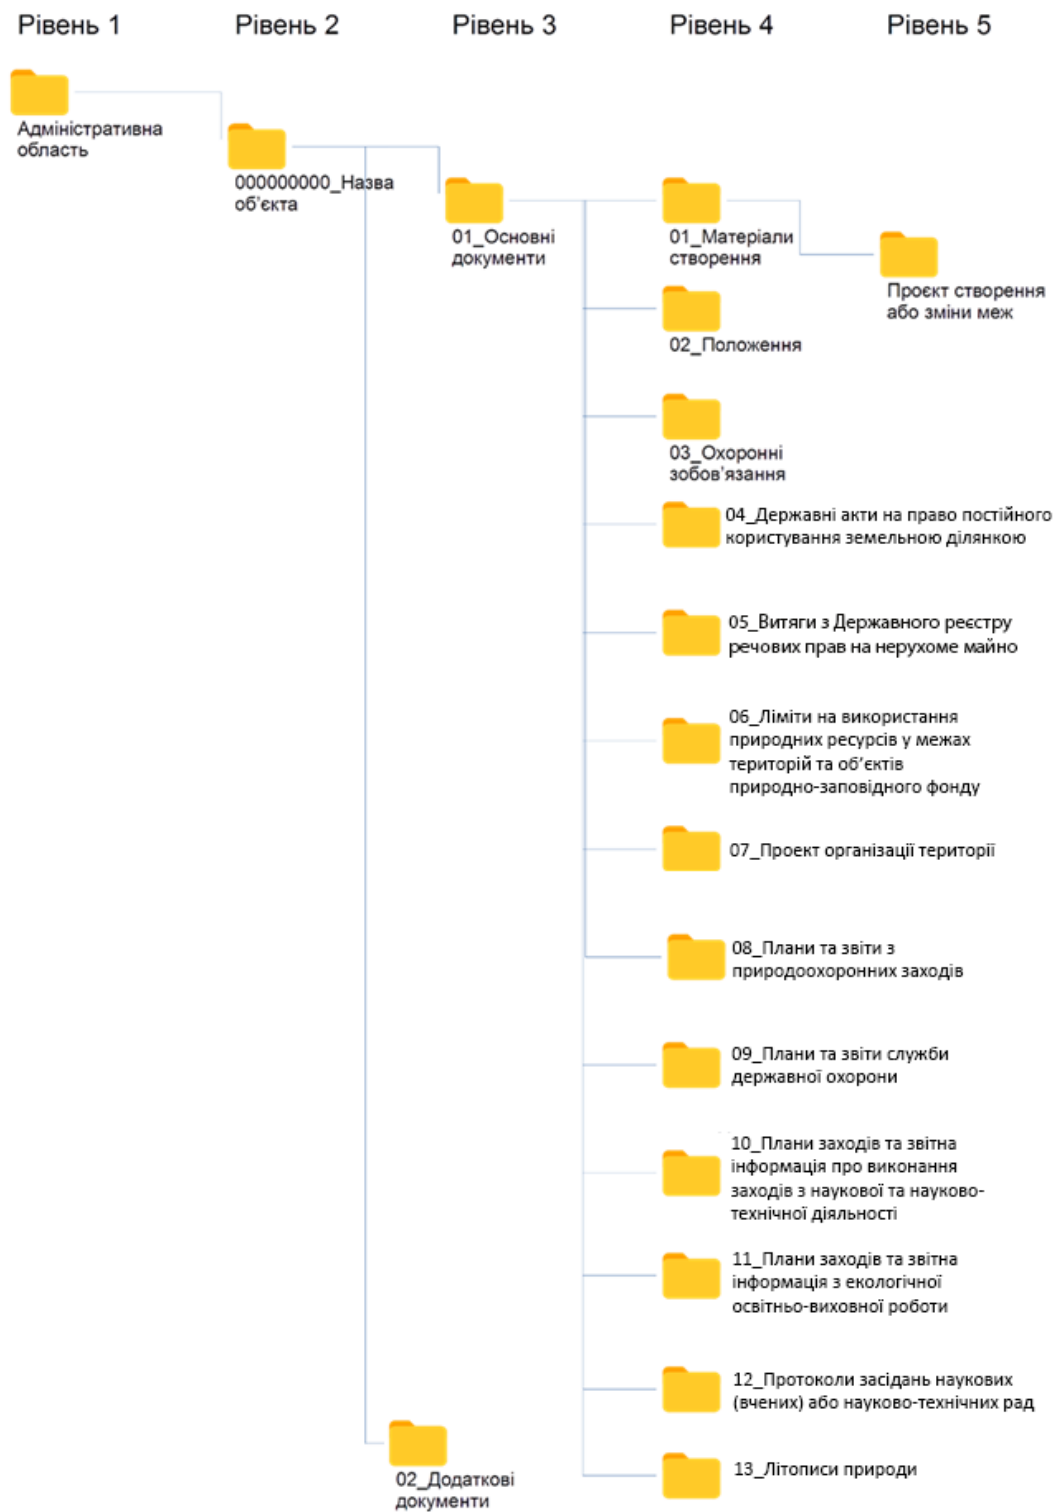 Рівень 1
Рівень 2
Рівень 3
Рівень 4
Рівень 5
Адміністративна
область
000000000_Назва
об'єкта
01_Основні
документи
01_Матеріали
створення
Проєкт створення
або зміни меж
02_Положення
03_Охоронні
зобов'язання
04_Державні акти на право постійного
користування земельною ділянкою
05_Витяги з Державного реєстру
речових прав на нерухоме майно
06_Ліміти на використання
природних ресурсів у межах
територій та об’єктів
природно-заповідного фонду
07_Проект організації території
08_Плани та звіти з
природоохоронних заходів
09_Плани та звіти служби
державної охорони
10_Плани заходів та звітна
інформація про виконання
заходів з наукової та науково-
технічної діяльності
11_Плани заходів та звітна
інформація з екологічної
освітньо-виховної роботи
12_Протоколи засідань наукових
(вчених) або науково-технічних рад
13_Літописи природи
02_Додаткові
документи